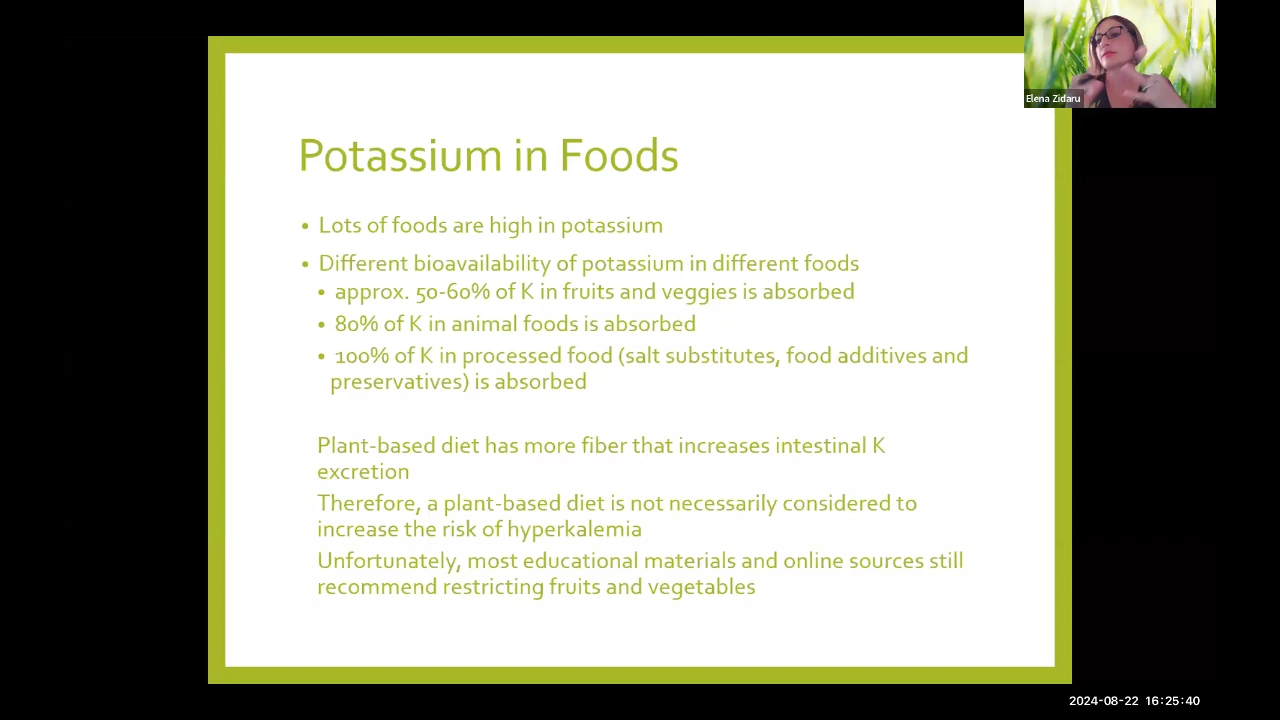 Elena Zidaru
Potassium in Foods
• Lots of foods are high in potassium
• Different bioavailability of potassium in different foods
• approx. 50-60% of K in fruits and veggies is absorbed
• 80% of K in animal foods is absorbed
• 100% of K in processed food (salt substitutes, food additives and
preservatives) is absorbed
Plant-based diet has more fiber that increases intestinal K
excretion
Therefore, a plant-based diet is not necessarily considered to
increase the risk of hyperkalemia
Unfortunately, most educational materials and online sources still
recommend restricting fruits and vegetables
2024-08-22 16:25:40